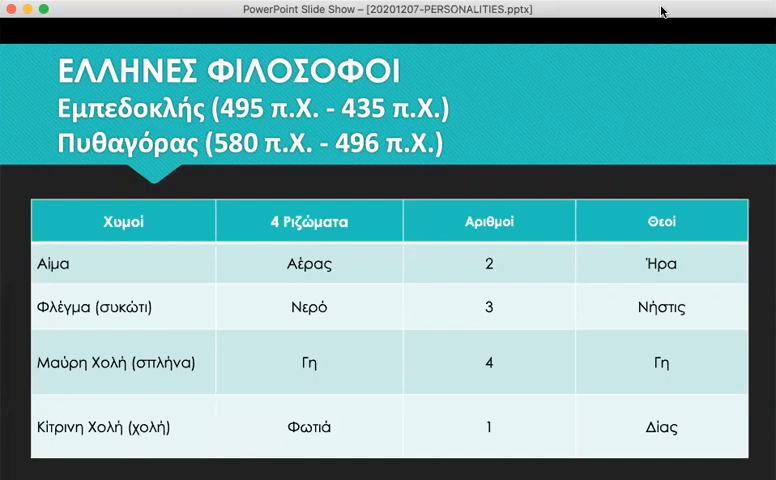 PowerPoint Slide Show – [20201207-PERSONALITIES.pptx]
ΕΛΛΗΝΕΣ ΦΙΛΟΣΟΦΟΙ
Εμπεδοκλής (495 π.Χ. - 435 π.Χ.)
Πυθαγόρας (580 π.Χ. - 496 π.Χ.)
Χυμοί 4 Ριζώματα Αριθμοί Θεοί
Αίμα Αέρας 2 Ήρα
Φλέγμα (συκώτι) Νερό 3 Νήστις
Μαύρη Χολή (σπλήνα) Γη 4 Γη
Κίτρινη Χολή (χολή) Φωτιά 1 Δίας